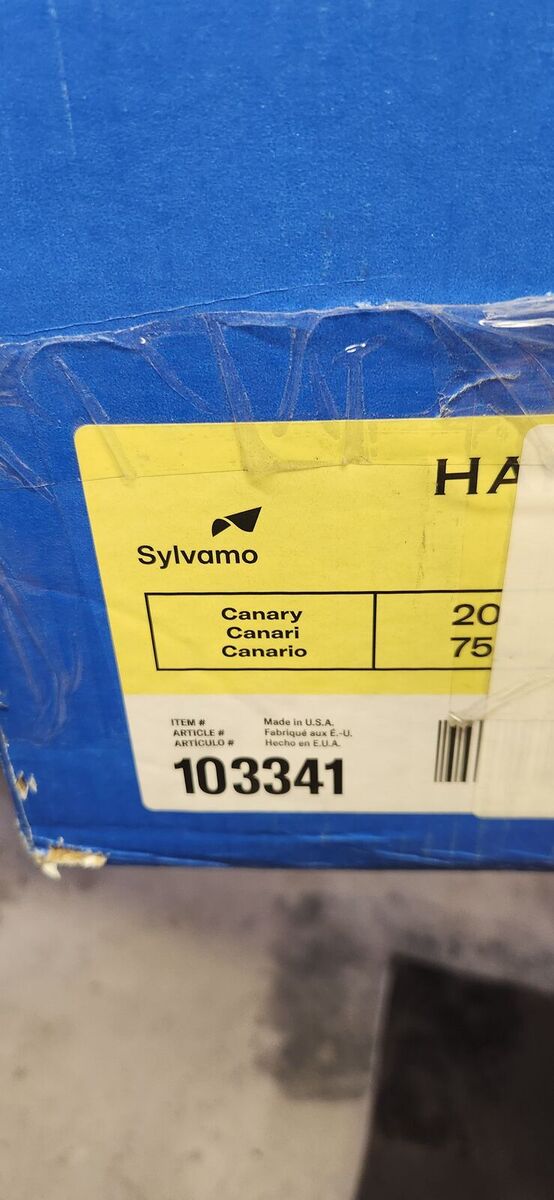 HA
Sylvamo
Canary
Canari
Canario
20
75
ITEM #
ARTICLE #
ARTÍCULO #
Made in U.S.A.
Fabriqué aux É.-U.
Hecho en E.U.A.
103341